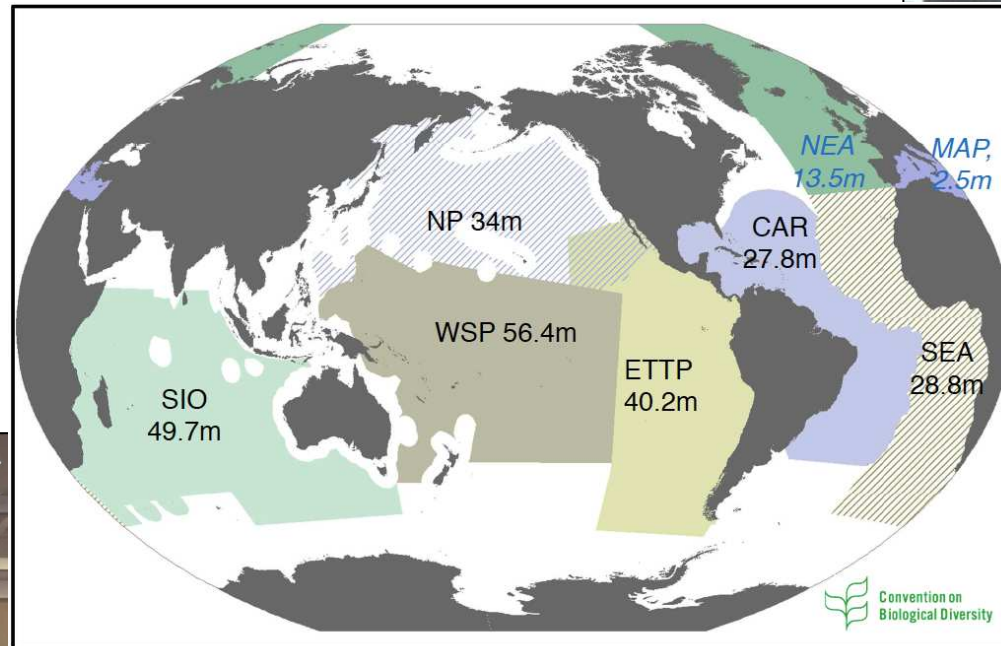 NEA
13.5m
MAP,
2.5m
NP 34m
CAR
27.8m
WSP 56.4m
ETTP
40.2m
SEA
28.8m
SIO
49.7m
Convention on
Biological Diversity